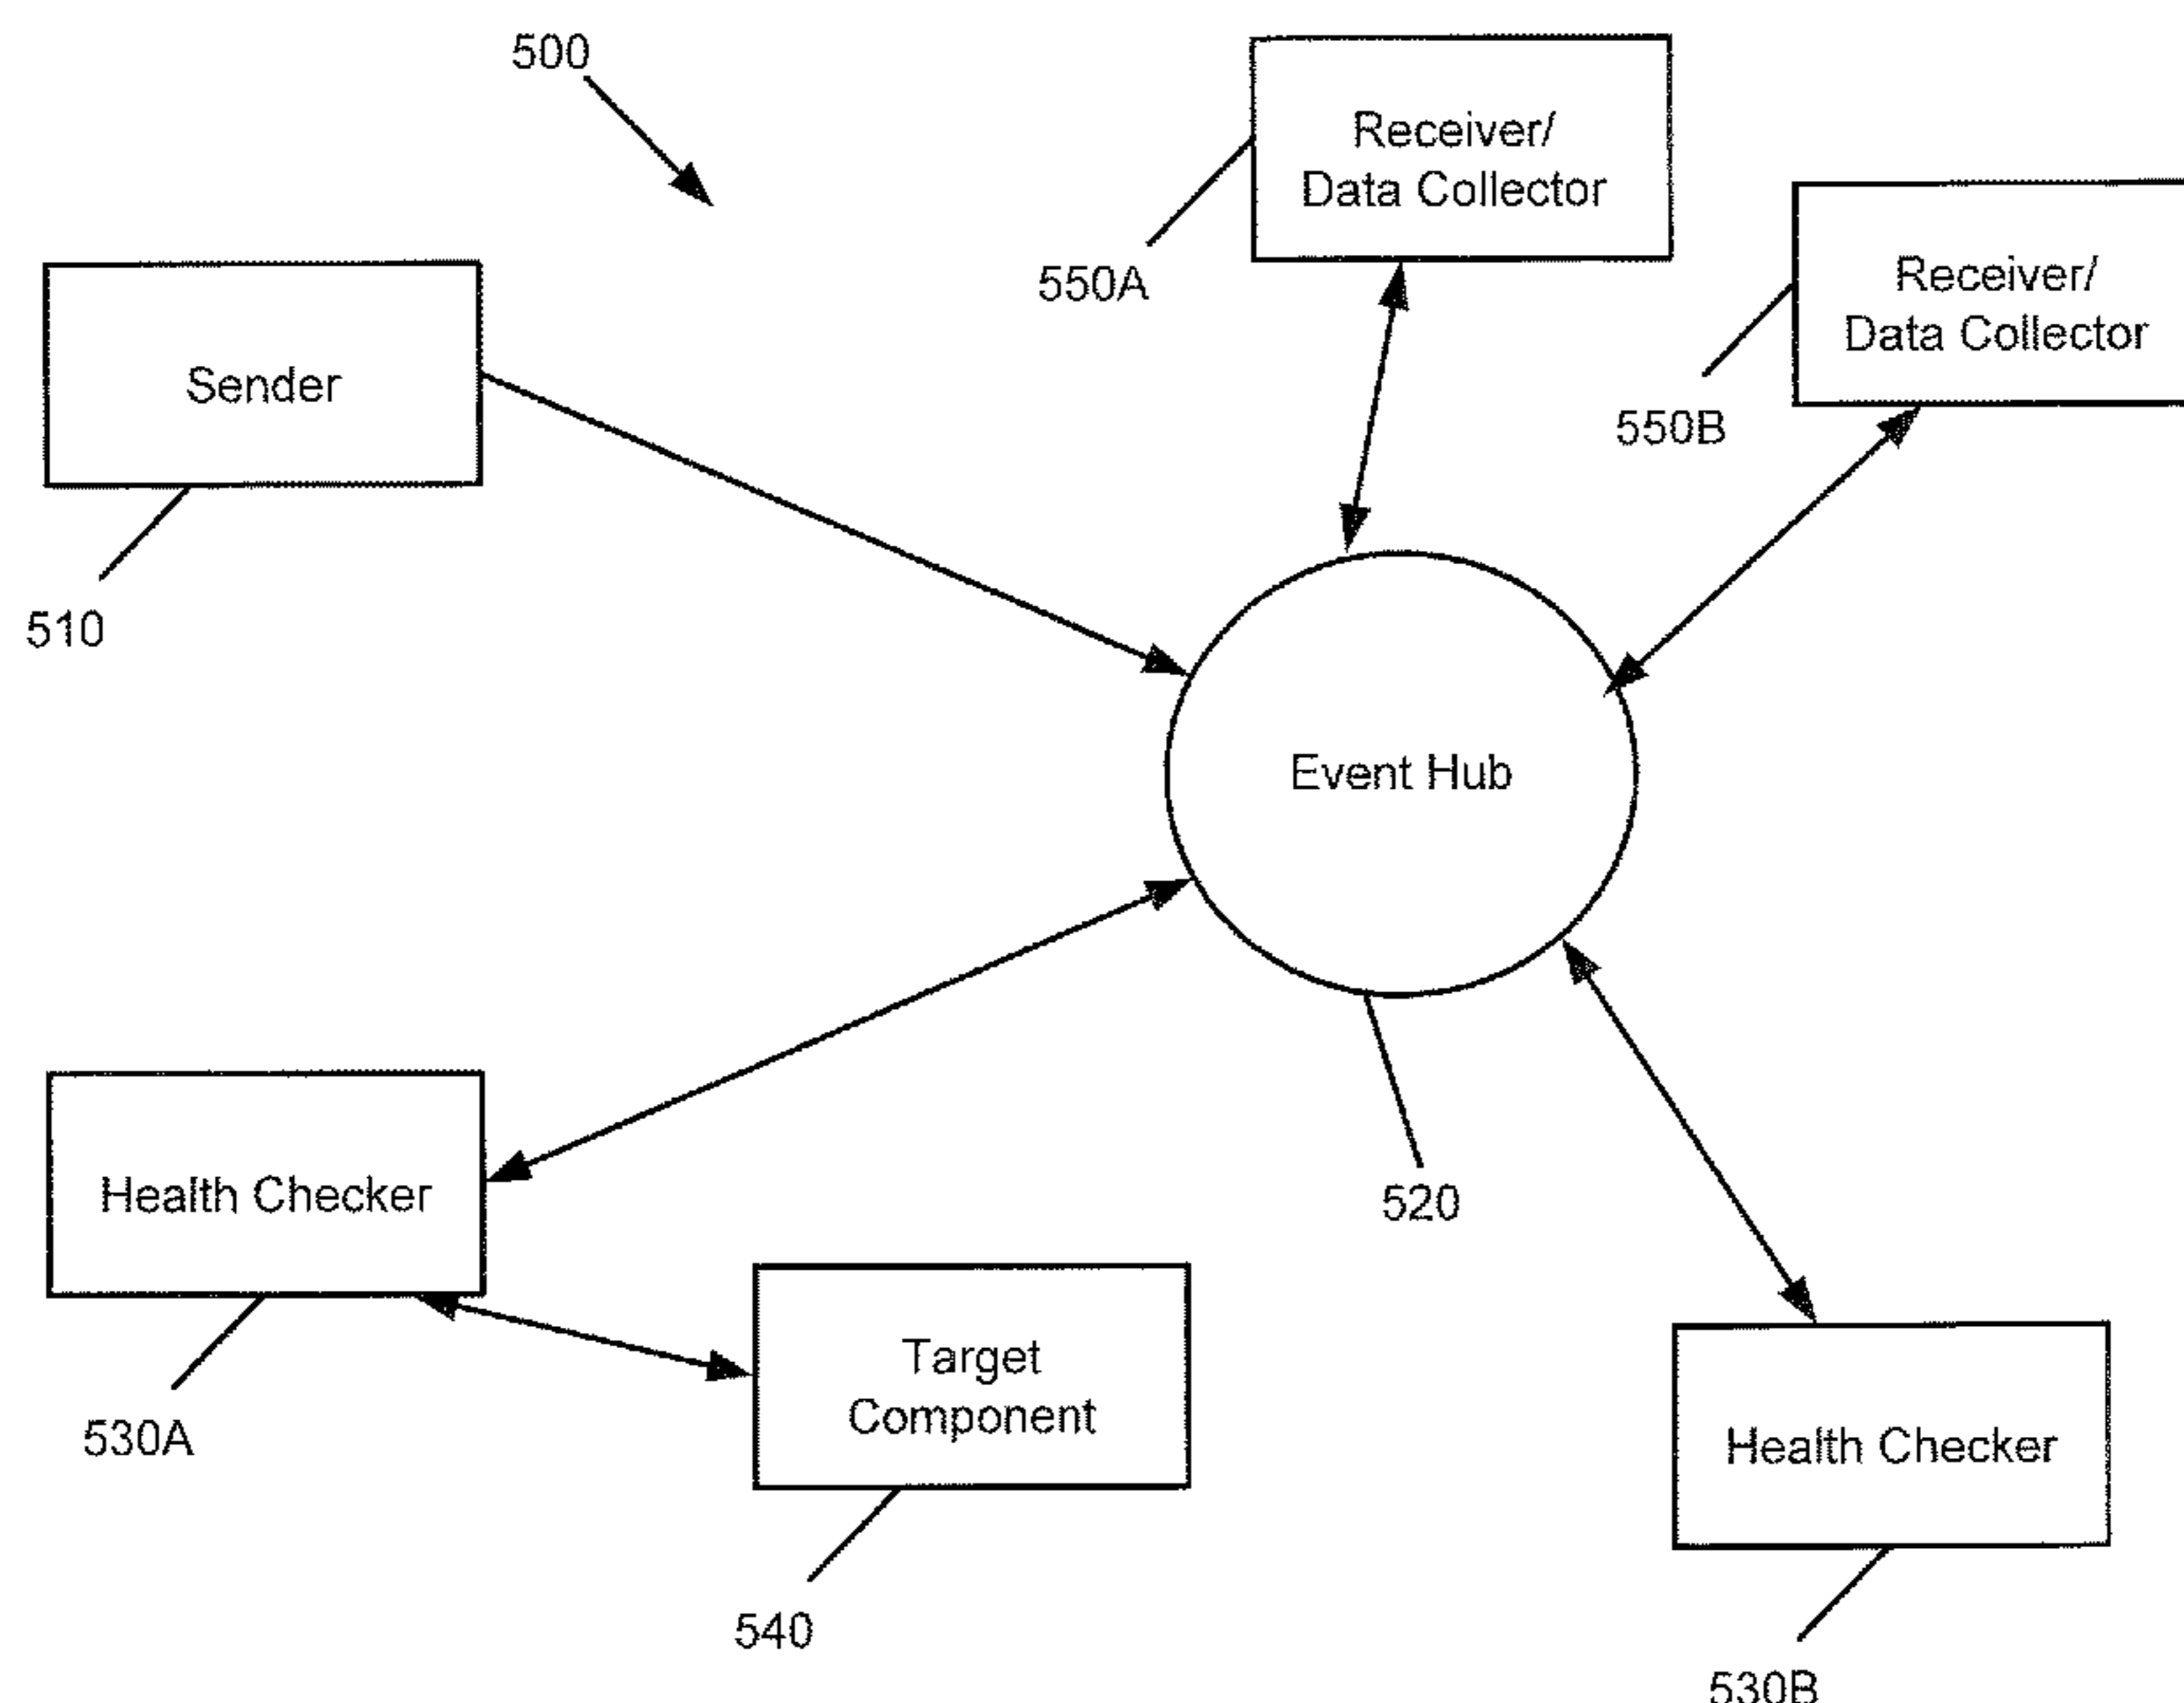 500
Receiver/
Data Collector
550A
Receiver/
Data Collector
550B
Sender
510
Event Hub
520
Health Checker
530A
Target
Component
540
Health Checker
530B